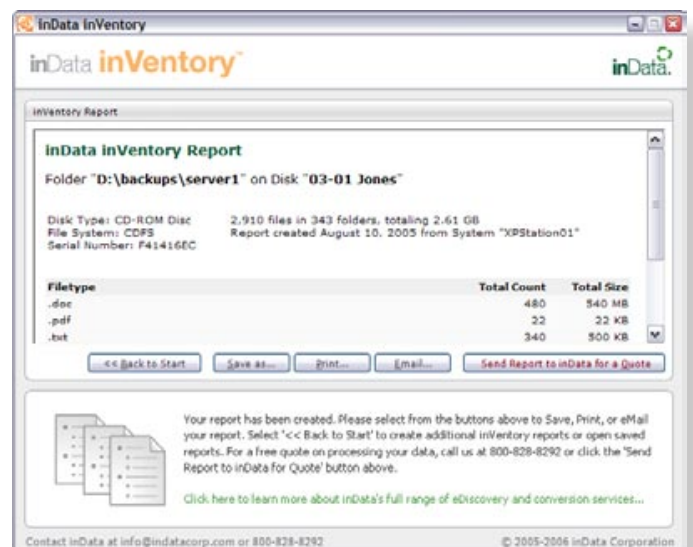 inData inVentory
inData inVentory™
inData.
inVentory Report
inData inVentory Report
Folder "D:\backups\server1" on Disk "03-01 Jones"
Disk Type: CD-ROM Disc 2,910 files in 343 folders, totaling 2.61 GB
File System: CDFS Report created August 10, 2005 from System "XPStation01"
Serial Number: F41416EC
Filetype Total Count Total Size
.doc 480 540 MB
.pdf 22 22 KB
.txt 340 500 KB
<< Back to Start Save as... Print... Email... Send Report to inData for a Quote
Your report has been created. Please select from the buttons above to Save, Print, or eMail
your report. Select '<< Back to Start' to create additional inVentory reports or open saved
reports. For a free quote on processing your data, call us at 800-828-8292 or click the 'Send
Report to inData for Quote' button above.
Click here to learn more about inData's full range of eDiscovery and conversion services...
Contact inData at info@indatacorp.com or 800-828-8292 © 2005-2006 inData Corporation